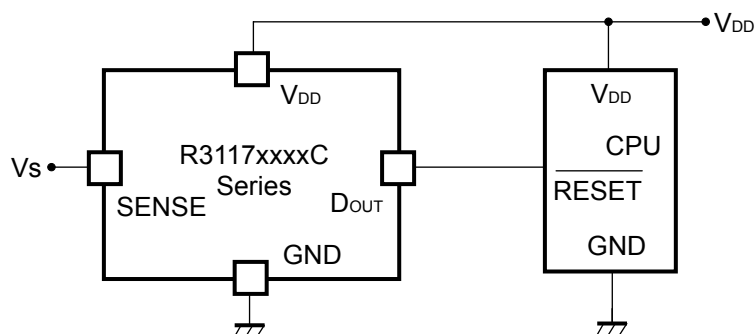 VDD
VDD
VDD
R3117xxxxC
Series
CPU
Vs
SENSE
DOUT
RESET
GND
GND